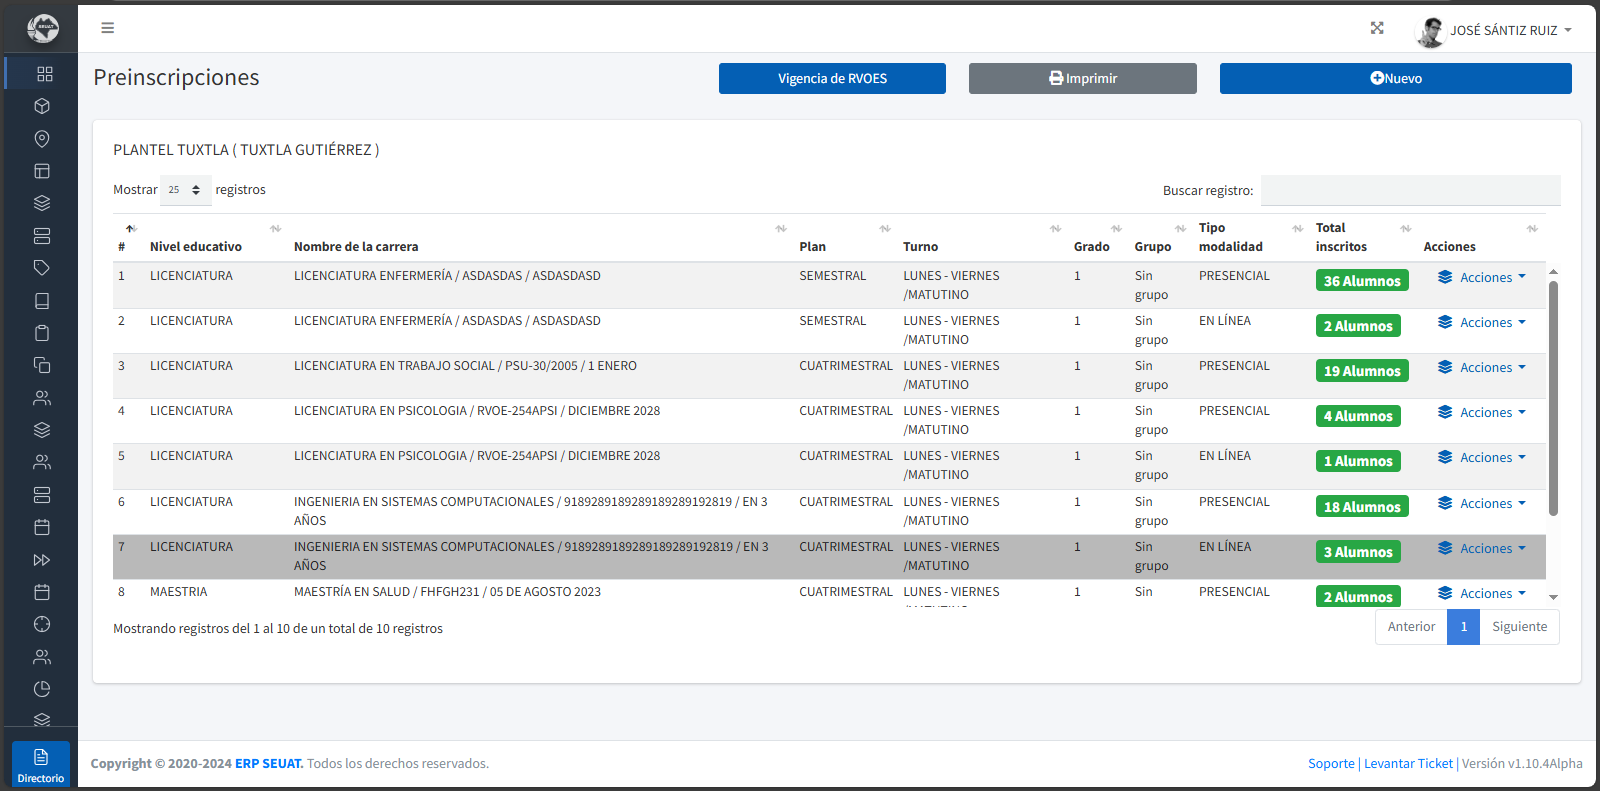 SEUAT
JOSÉ SÁNTIZ RUIZ
Preinscripciones
Vigencia de RVOES
Imprimir
Nuevo
PLANTEL TUXTLA ( TUXTLA GUTIÉRREZ )
Mostrar 25 registros
Buscar registro:
# Nivel educativo Nombre de la carrera Plan Turno Grado Grupo Tipo modalidad Total inscritos Acciones
1 LICENCIATURA LICENCIATURA ENFERMERÍA / ASDASDAS / ASDASDASD SEMESTRAL LUNES - VIERNES /MATUTINO 1 Sin grupo PRESENCIAL 36 Alumnos Acciones
2 LICENCIATURA LICENCIATURA ENFERMERÍA / ASDASDAS / ASDASDASD SEMESTRAL LUNES - VIERNES /MATUTINO 1 Sin grupo EN LÍNEA 2 Alumnos Acciones
3 LICENCIATURA LICENCIATURA EN TRABAJO SOCIAL / PSU-30/2005 / 1 ENERO CUATRIMESTRAL LUNES - VIERNES /MATUTINO 1 Sin grupo PRESENCIAL 19 Alumnos Acciones
4 LICENCIATURA LICENCIATURA EN PSICOLOGIA / RVOE-254APSI / DICIEMBRE 2028 CUATRIMESTRAL LUNES - VIERNES /MATUTINO 1 Sin grupo PRESENCIAL 4 Alumnos Acciones
5 LICENCIATURA LICENCIATURA EN PSICOLOGIA / RVOE-254APSI / DICIEMBRE 2028 CUATRIMESTRAL LUNES - VIERNES /MATUTINO 1 Sin grupo EN LÍNEA 1 Alumnos Acciones
6 LICENCIATURA INGENIERIA EN SISTEMAS COMPUTACIONALES / 9189289189289189289192819 / EN 3 AÑOS CUATRIMESTRAL LUNES - VIERNES /MATUTINO 1 Sin grupo PRESENCIAL 18 Alumnos Acciones
7 LICENCIATURA INGENIERIA EN SISTEMAS COMPUTACIONALES / 9189289189289189289192819 / EN 3 AÑOS CUATRIMESTRAL LUNES - VIERNES /MATUTINO 1 Sin grupo EN LÍNEA 3 Alumnos Acciones
8 MAESTRIA MAESTRÍA EN SALUD / FHFGH231 / 05 DE AGOSTO 2023 CUATRIMESTRAL LUNES - VIERNES 1 Sin PRESENCIAL 2 Alumnos Acciones
Mostrando registros del 1 al 10 de un total de 10 registros
Anterior 1 Siguiente
Directorio
Copyright © 2020-2024 ERP SEUAT. Todos los derechos reservados.
Soporte | Levantar Ticket | Versión v1.10.4Alpha